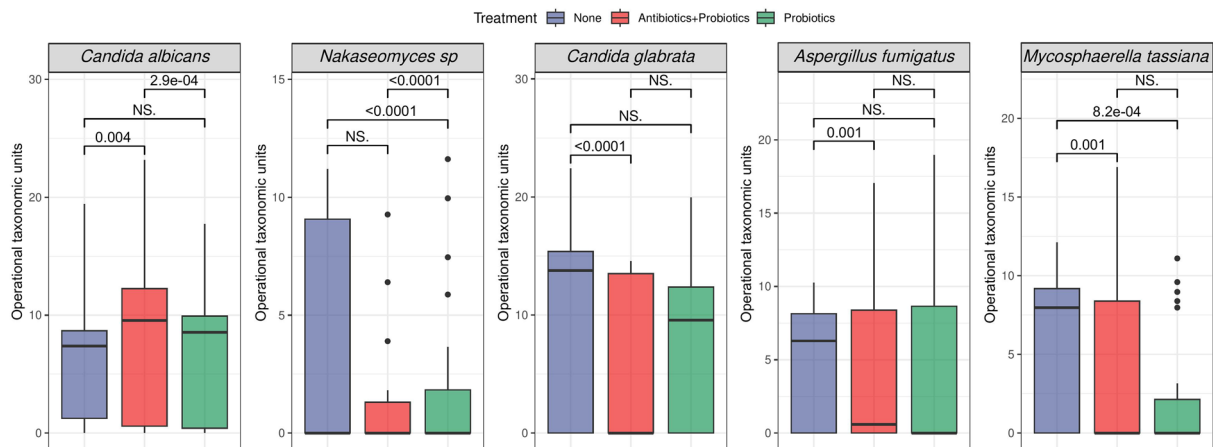 Treatment None Antibiotics+Probiotics Probiotics
Candida albicans
Operational taxonomic units
30
20
10
0
2.9e-04
NS.
0.004
Nakaseomyces sp
Operational taxonomic units
15
10
5
0
<0.0001
<0.0001
NS.
Candida glabrata
Operational taxonomic units
30
20
10
0
NS.
NS.
<0.0001
Aspergillus fumigatus
Operational taxonomic units
20
15
10
5
0
NS.
NS.
0.001
Mycosphaerella tassiana
Operational taxonomic units
20
15
10
5
0
NS.
8.2e-04
0.001